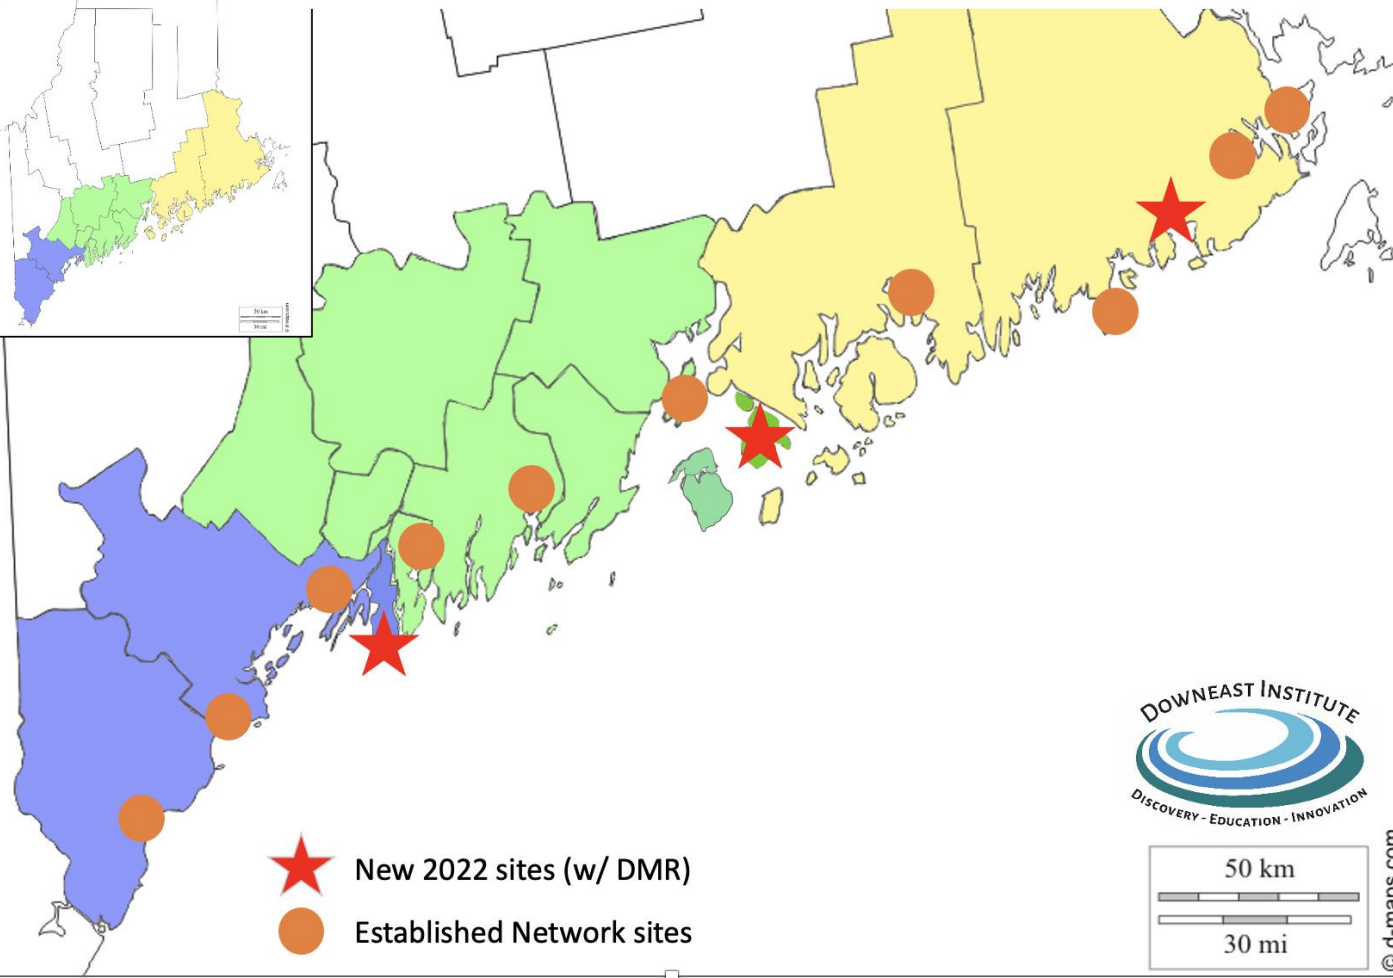 DOWNEAST INSTITUTE
DISCOVERY - EDUCATION - INNOVATION
New 2022 sites (w/ DMR)
Established Network sites
50 km
30 mi
© d-maps.com